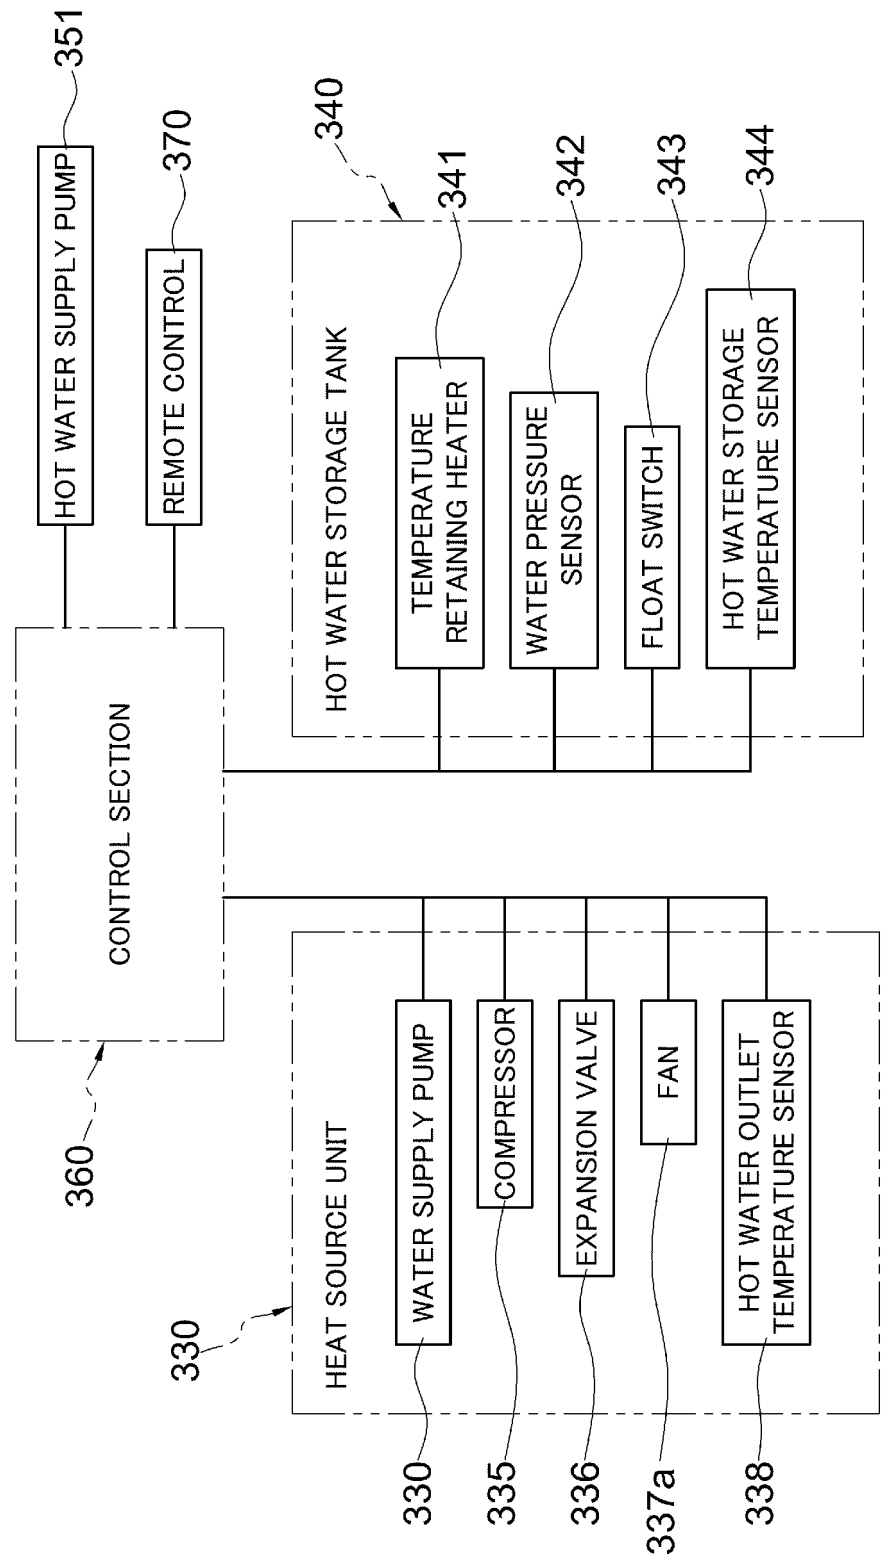 360
CONTROL SECTION
HOT WATER SUPPLY PUMP
351
REMOTE CONTROL
370
330
HEAT SOURCE UNIT
330
WATER SUPPLY PUMP
335
COMPRESSOR
336
EXPANSION VALVE
337a
FAN
338
HOT WATER OUTLET
TEMPERATURE SENSOR
340
HOT WATER STORAGE TANK
TEMPERATURE
RETAINING HEATER
341
WATER PRESSURE
SENSOR
342
FLOAT SWITCH
343
HOT WATER STORAGE
TEMPERATURE SENSOR
344